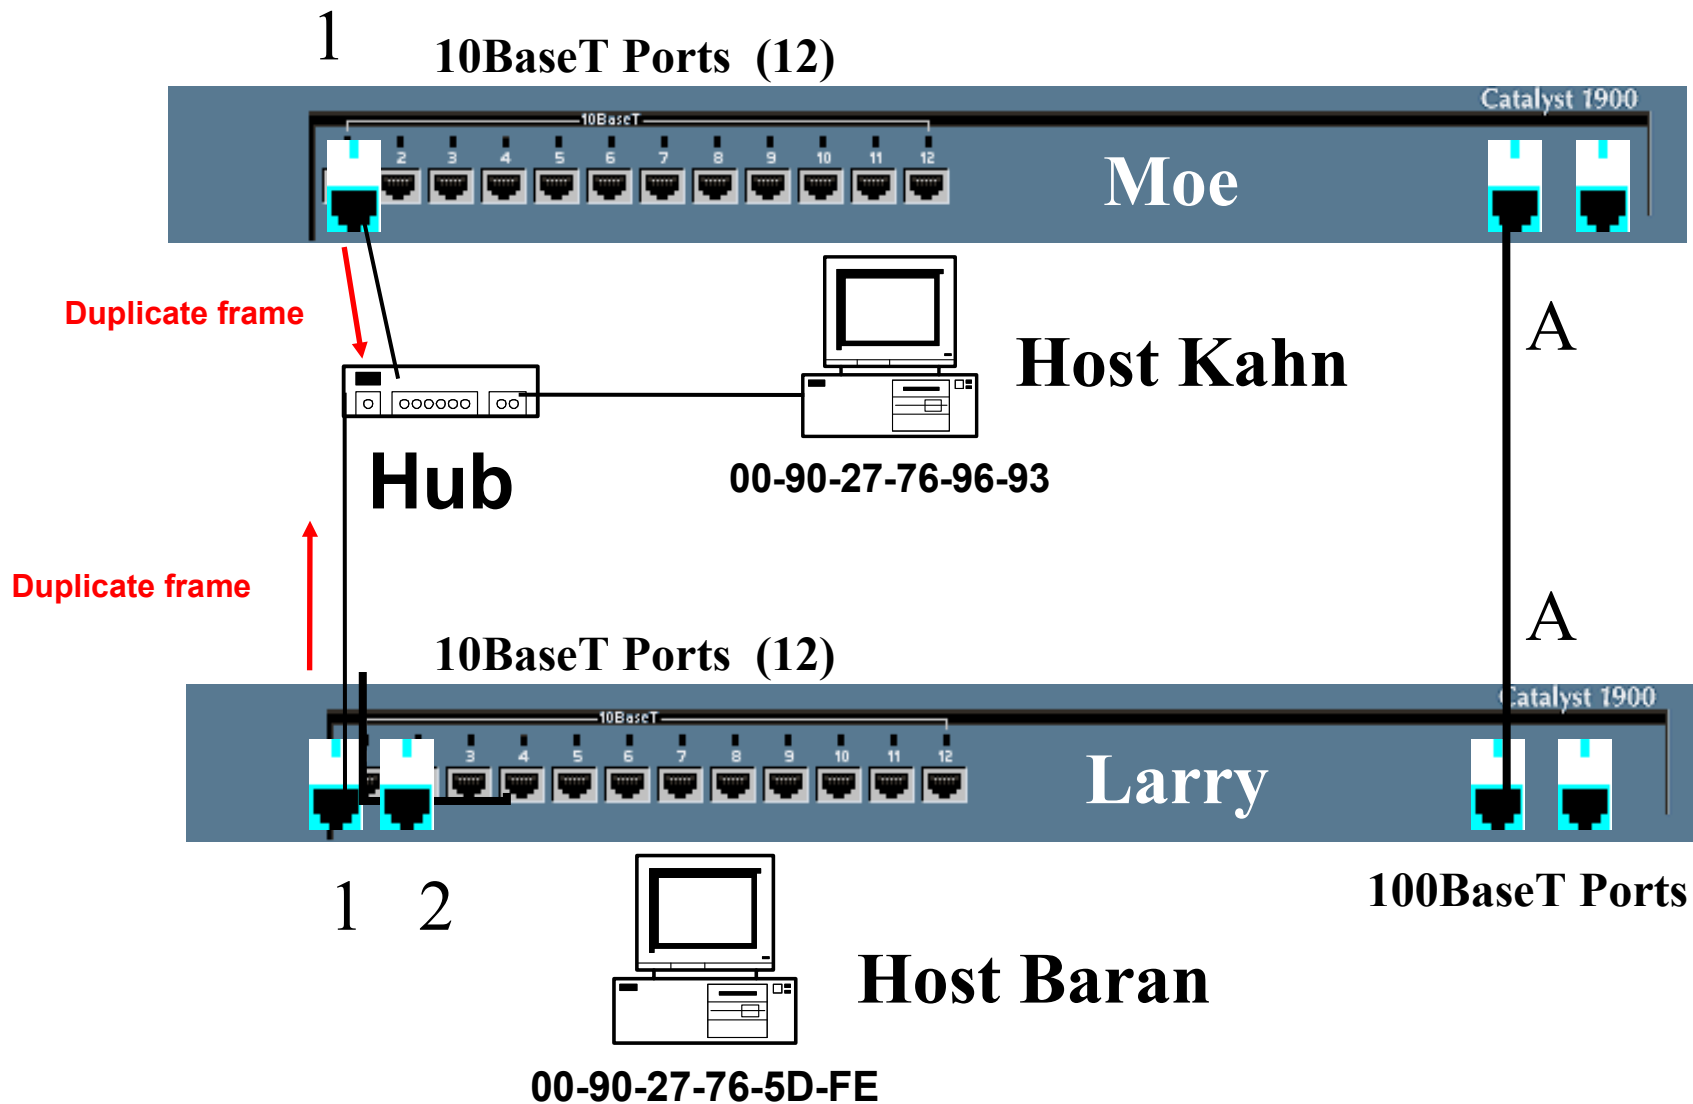 1
10BaseT Ports (12)
Catalyst 1900
10BaseT
2 3 4 5 6 7 8 9 10 11 12
Moe
Duplicate frame
A
Host Kahn
Hub
00-90-27-76-96-93
Duplicate frame
A
10BaseT Ports (12)
Catalyst 1900
10BaseT
3 4 5 6 7 8 9 10 11 12
Larry
1 2
100BaseT Ports
Host Baran
00-90-27-76-5D-FE